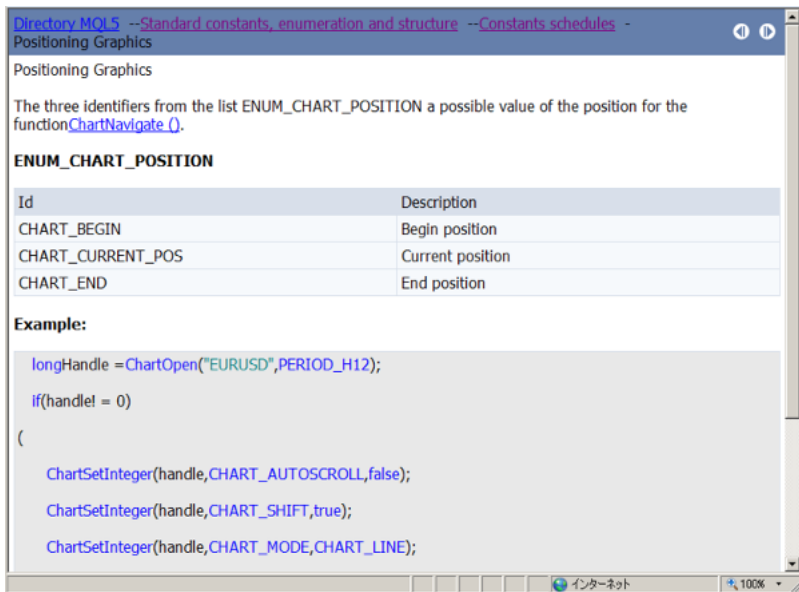 Directory MQL5 --Standard constants, enumeration and structure --Constants schedules -
Positioning Graphics
Positioning Graphics
The three identifiers from the list ENUM_CHART_POSITION a possible value of the position for the
functionChartNavigate ().
ENUM_CHART_POSITION
Id Description
CHART_BEGIN Begin position
CHART_CURRENT_POS Current position
CHART_END End position
Example:
longHandle =ChartOpen("EURUSD",PERIOD_H12);
if(handle! = 0)
(
ChartSetInteger(handle,CHART_AUTOSCROLL,false);
ChartSetInteger(handle,CHART_SHIFT,true);
ChartSetInteger(handle,CHART_MODE,CHART_LINE);
インターネット 100%